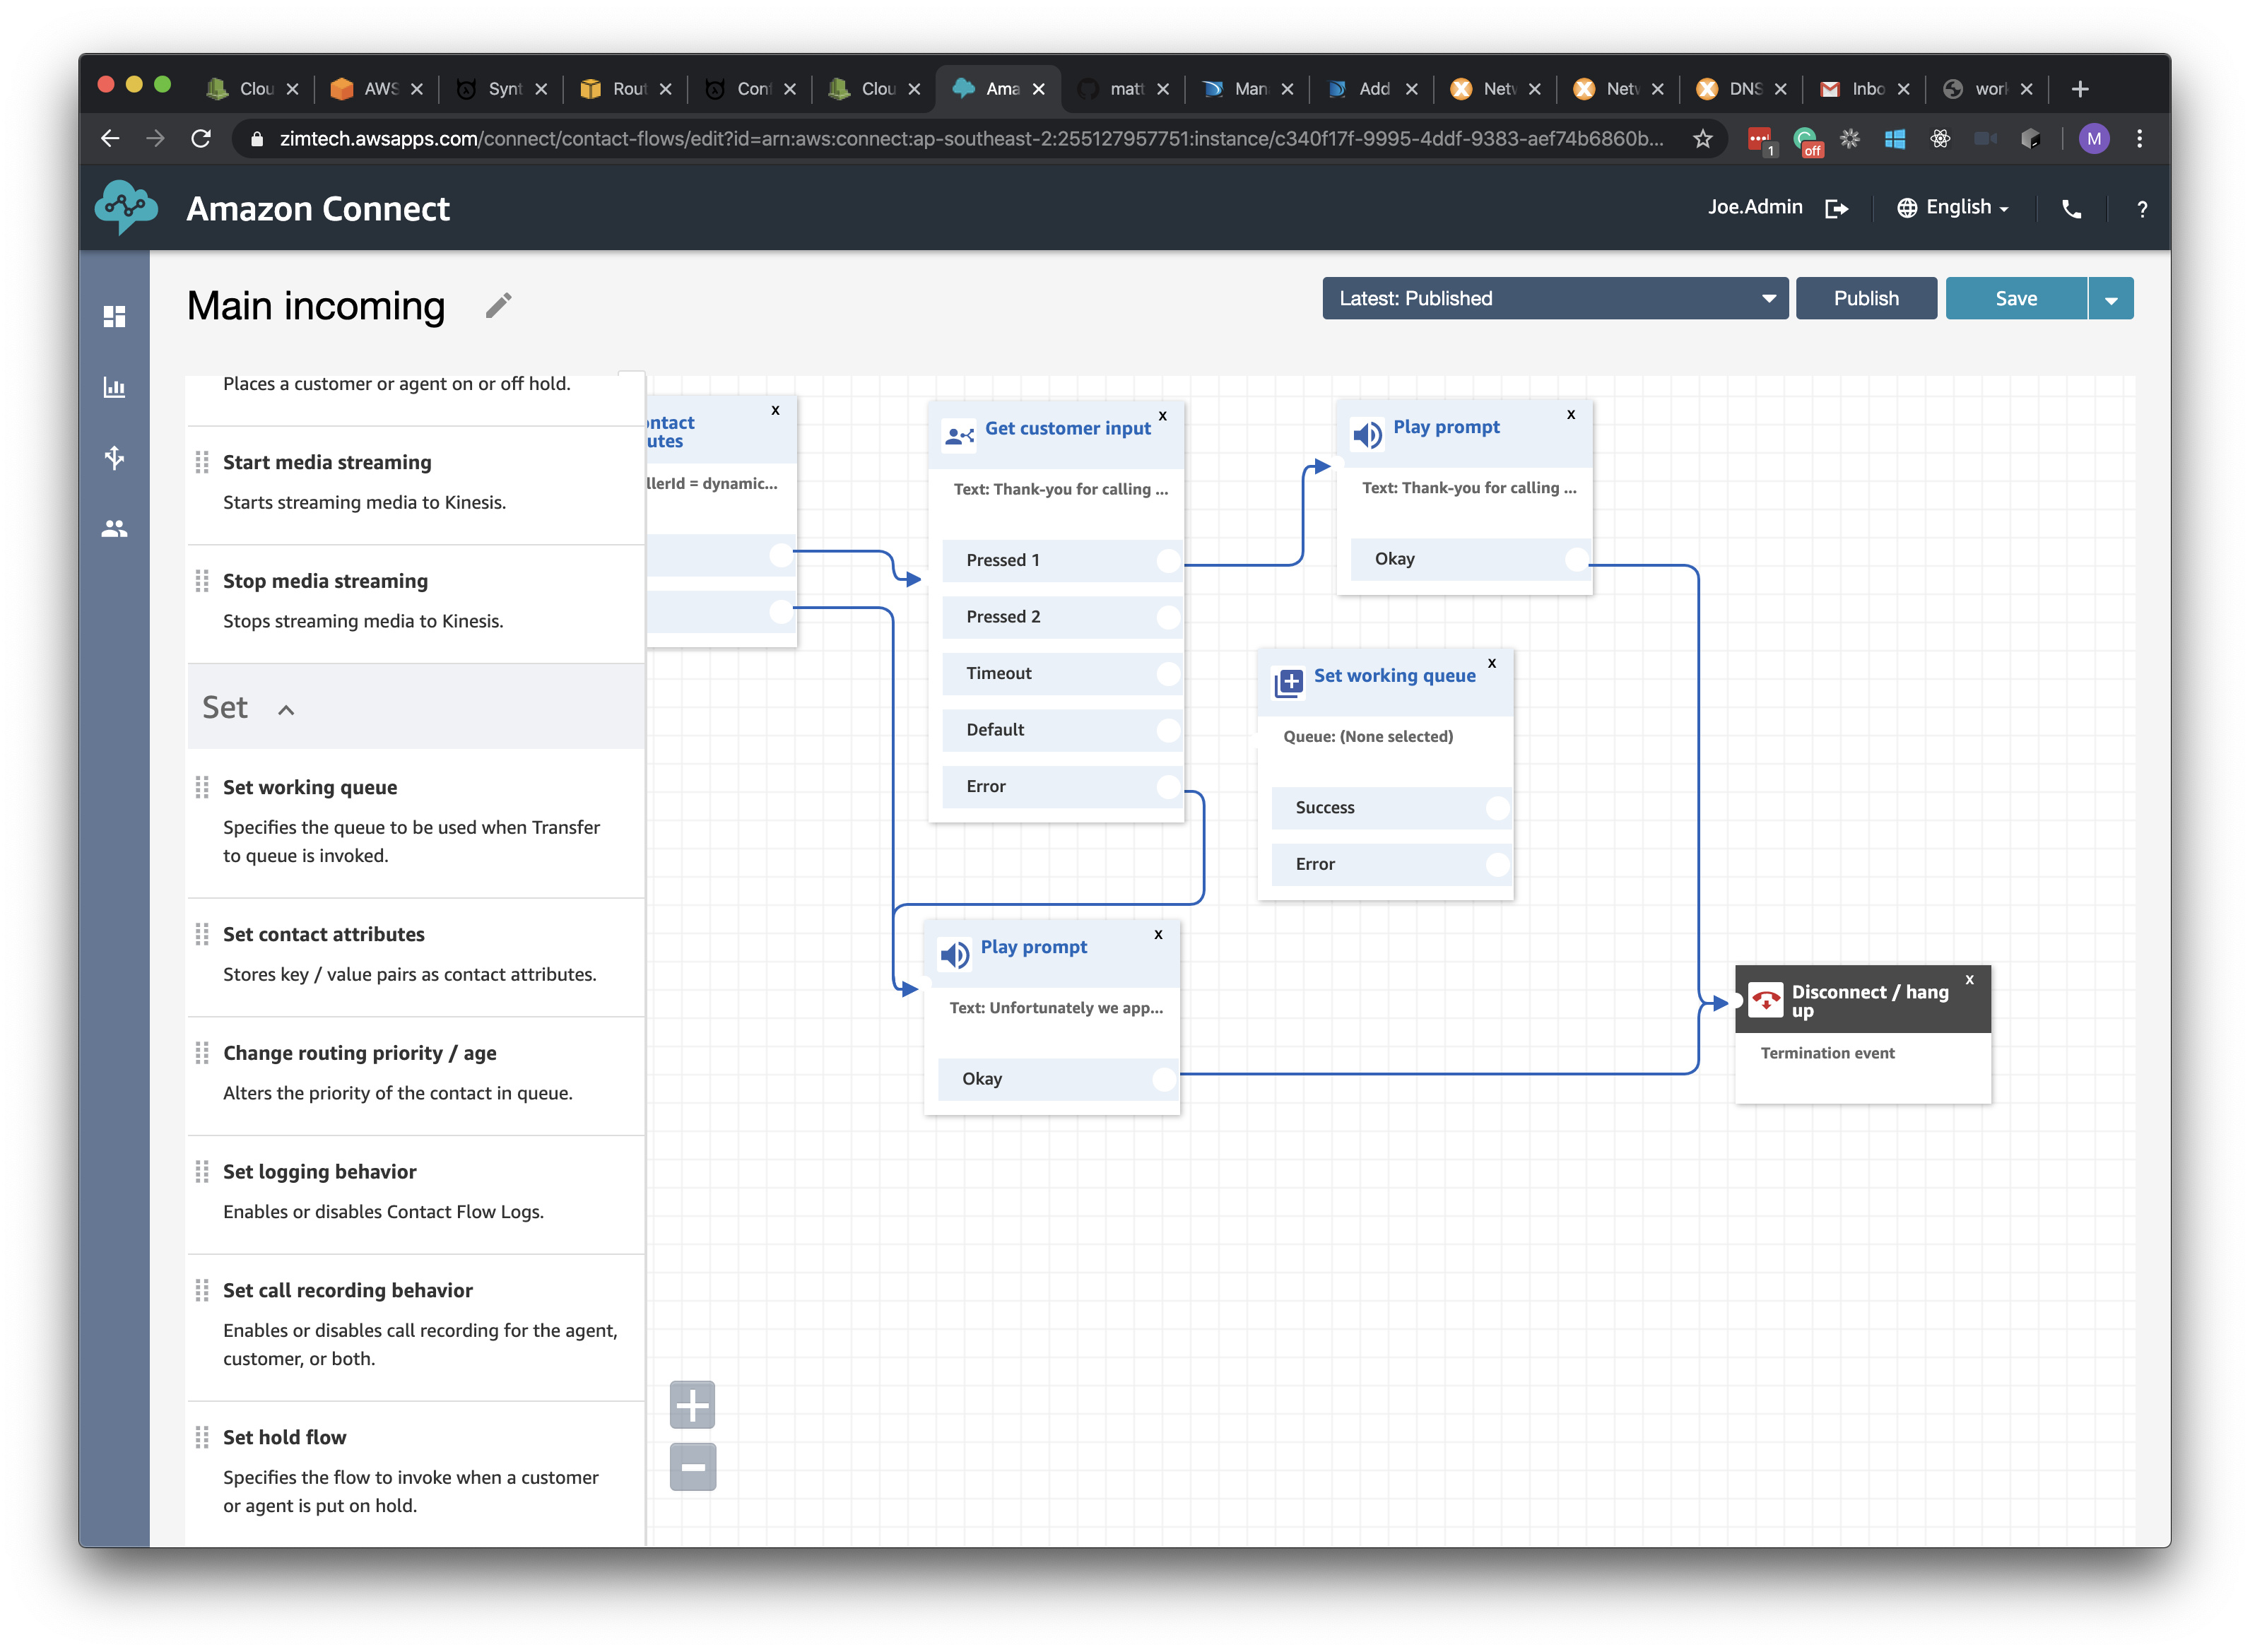 Clou
AWS
Synt
Rout
Conf
Clou
Ama
matt
Man
Add
Netw
Netw
DNS
Inbo
worl
zimtech.awsapps.com/connect/contact-flows/edit?id=arn:aws:connect:ap-southeast-2:255127957751:instance/c340f17f-9995-4ddf-9383-aef74b6860b...
1
off
M
Amazon Connect
Joe.Admin
English
?
Main incoming
Latest: Published
Publish
Save
Places a customer or agent on or off hold.
Start media streaming
Starts streaming media to Kinesis.
Stop media streaming
Stops streaming media to Kinesis.
Set
Set working queue
Specifies the queue to be used when Transfer
to queue is invoked.
Set contact attributes
Stores key / value pairs as contact attributes.
Change routing priority / age
Alters the priority of the contact in queue.
Set logging behavior
Enables or disables Contact Flow Logs.
Set call recording behavior
Enables or disables call recording for the agent,
customer, or both.
Set hold flow
Specifies the flow to invoke when a customer
or agent is put on hold.
ontact
utes
x
llerId = dynamic...
Get customer input
x
Text: Thank-you for calling ...
Pressed 1
Pressed 2
Timeout
Default
Error
Play prompt
x
Text: Thank-you for calling ...
Okay
Set working queue
x
Queue: (None selected)
Success
Error
Play prompt
x
Text: Unfortunately we app...
Okay
Disconnect / hang
up
x
Termination event